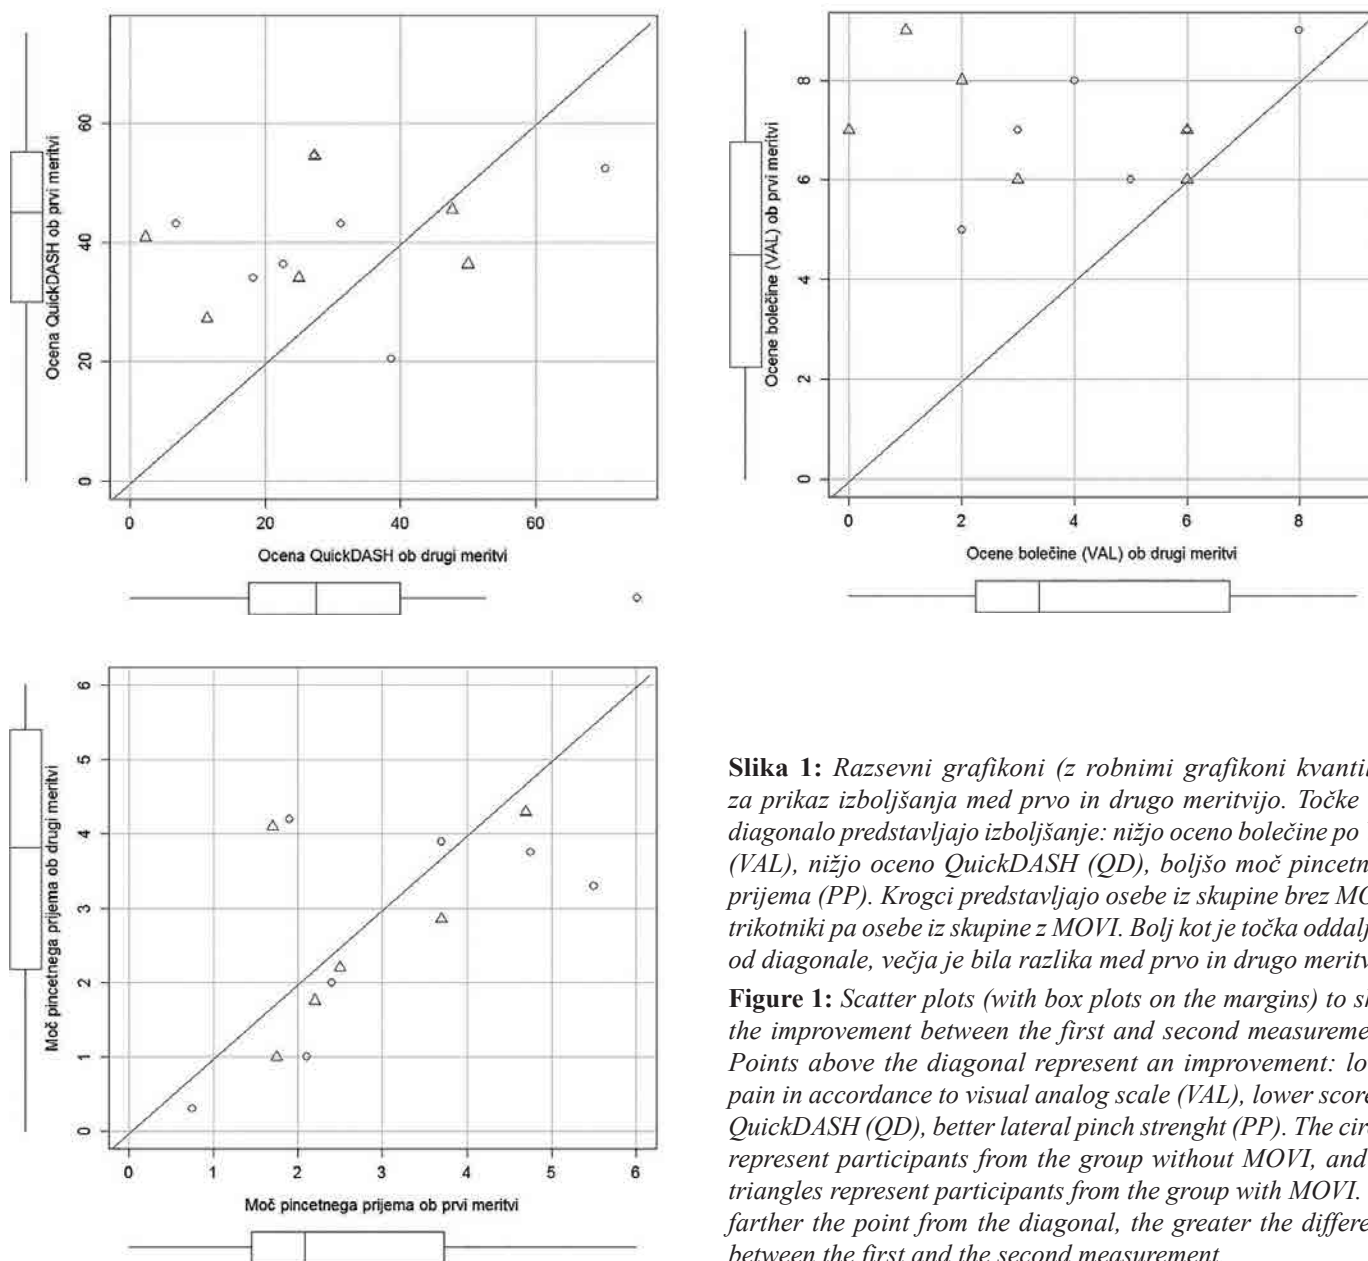 Ocena QuickDASH ob prvi meritvi
0
20
40
60
0
20
40
60
Ocena QuickDASH ob drugi meritvi
Ocene bolečine (VAL) ob prvi meritvi
0
2
4
6
8
0
2
4
6
8
Ocene bolečine (VAL) ob drugi meritvi
Moč pincetnega prijema ob drugi meritvi
0
1
2
3
4
5
6
0
1
2
3
4
5
6
Moč pincetnega prijema ob prvi meritvi
Slika 1: Razsevni grafikoni (z robnimi grafikoni
za prikaz izboljšanja med prvo in drugo meritvijo. Točke
diagonalo predstavljajo izboljšanje: nižjo oceno bolečine po
(VAL), nižjo oceno QuickDASH (QD), boljšo moč
prijema (PP). Krogci predstavljajo osebe iz skupine brez
trikotniki pa osebe iz skupine z MOVI. Bolj kot je točka
od diagonale, večja je bila razlika med prvo in drugo
Figure 1: Scatter plots (with box plots on the margins) to
the improvement between the first and second
Points above the diagonal represent an improvement:
pain in accordance to visual analog scale (VAL), lower
QuickDASH (QD), better lateral pinch strenght (PP). The
represent participants from the group without MOVI, and
triangles represent participants from the group with MOVI.
farther the point from the diagonal, the greater the
between the first and the second measurement